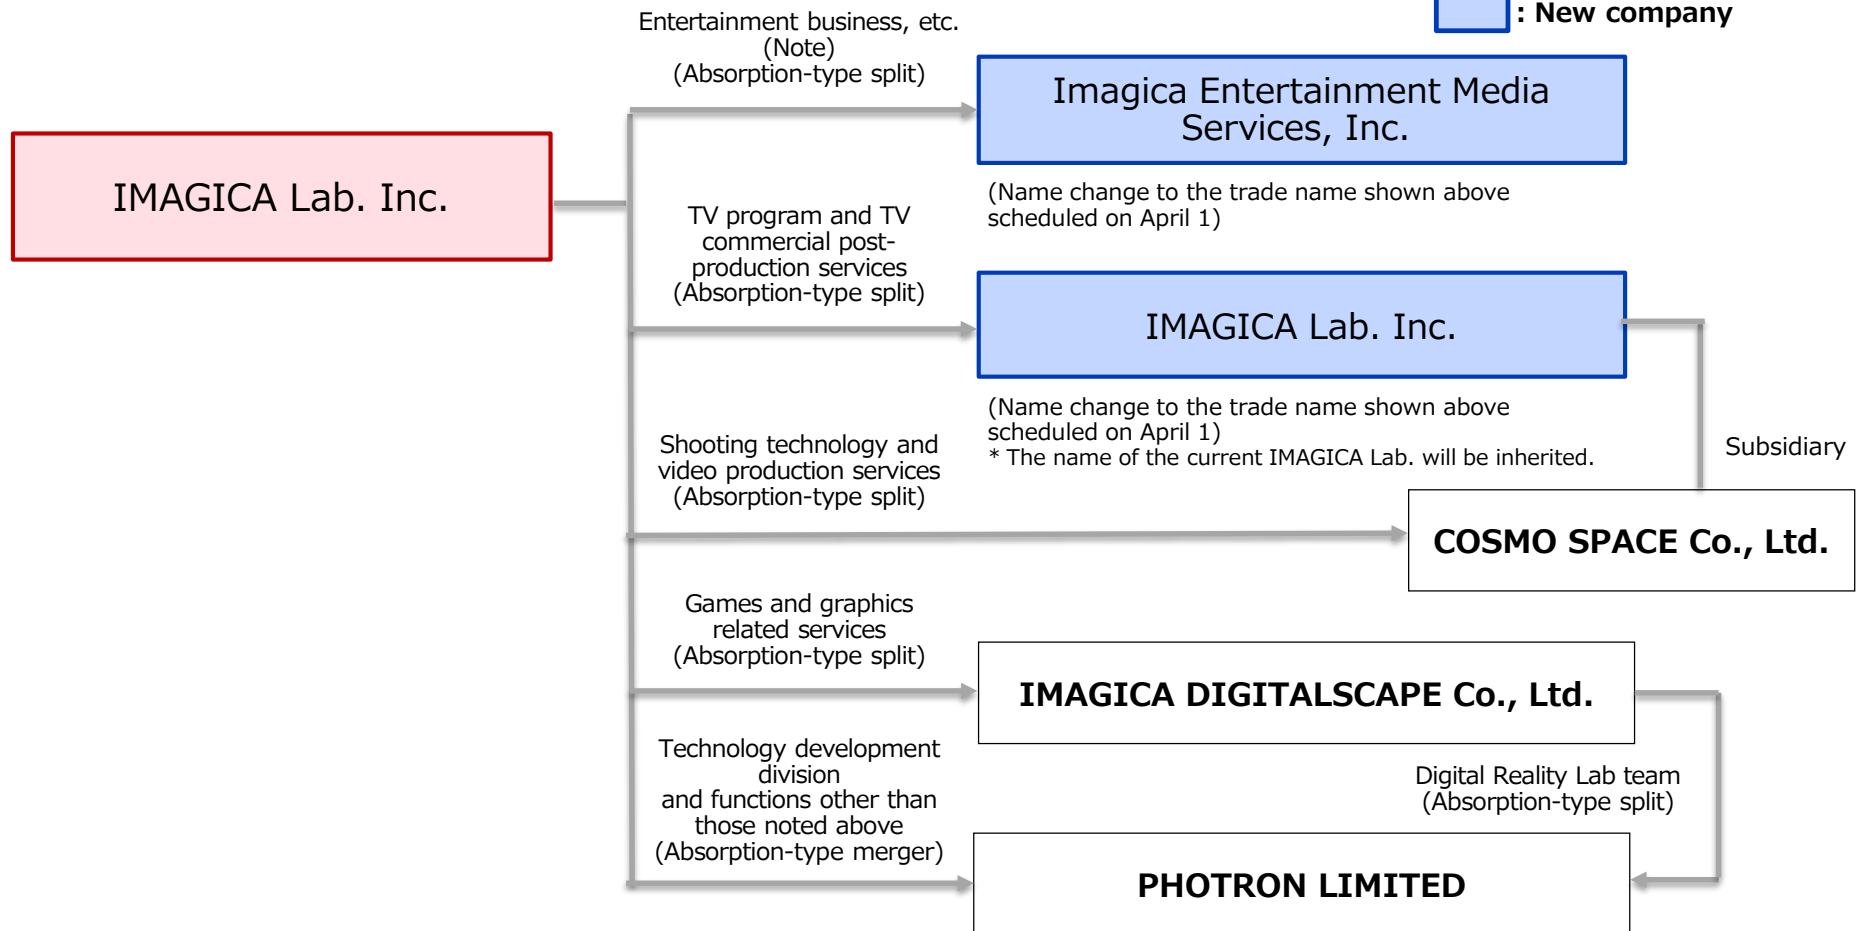 : New company
Entertainment business, etc.
(Note)
(Absorption-type split)
Imagica Entertainment Media
Services, Inc.
(Name change to the trade name shown above
scheduled on April 1)
IMAGICA Lab. Inc.
TV program and TV
commercial post-
production services
(Absorption-type split)
IMAGICA Lab. Inc.
(Name change to the trade name shown above
scheduled on April 1)
* The name of the current IMAGICA Lab. will be inherited.
Subsidiary
Shooting technology and
video production services
(Absorption-type split)
COSMO SPACE Co., Ltd.
Games and graphics
related services
(Absorption-type split)
IMAGICA DIGITALSCAPE Co., Ltd.
Technology development
division
and functions other than
those noted above
(Absorption-type merger)
Digital Reality Lab team
(Absorption-type split)
PHOTRON LIMITED